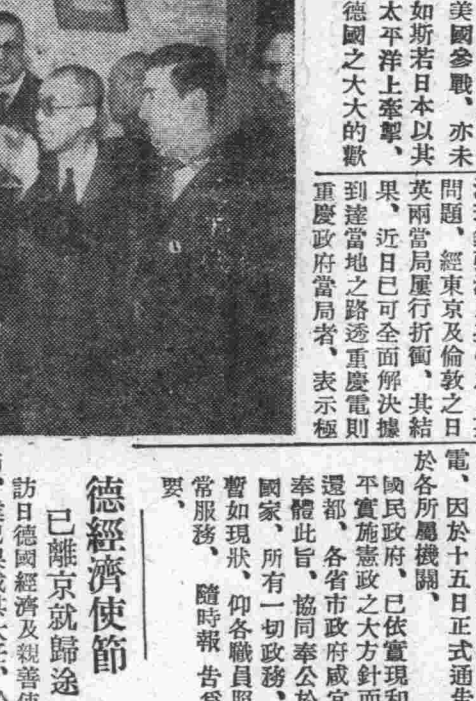 美國參戰、亦未
如斯若日本以其
太平洋上牽掣、
德國之大大的歡
問題、經東京及倫敦之日
英兩當局屢行折衝、其結
果、近日已可全面解決據
到達當地之路透重慶電則
重慶政府當局者、表示極
電、因於十五日正式通告
於各所屬機關、
國民政府、已依實現和
平實施憲政之大方針而
還都、各省市政府咸宜
奉體此旨、協同奉公於
國家、所有一切政務、
暫如現狀、仰各職員照
常服務、隨時報告爲
要、
德經濟使節
已離京就歸途
訪日德國經濟及親善使